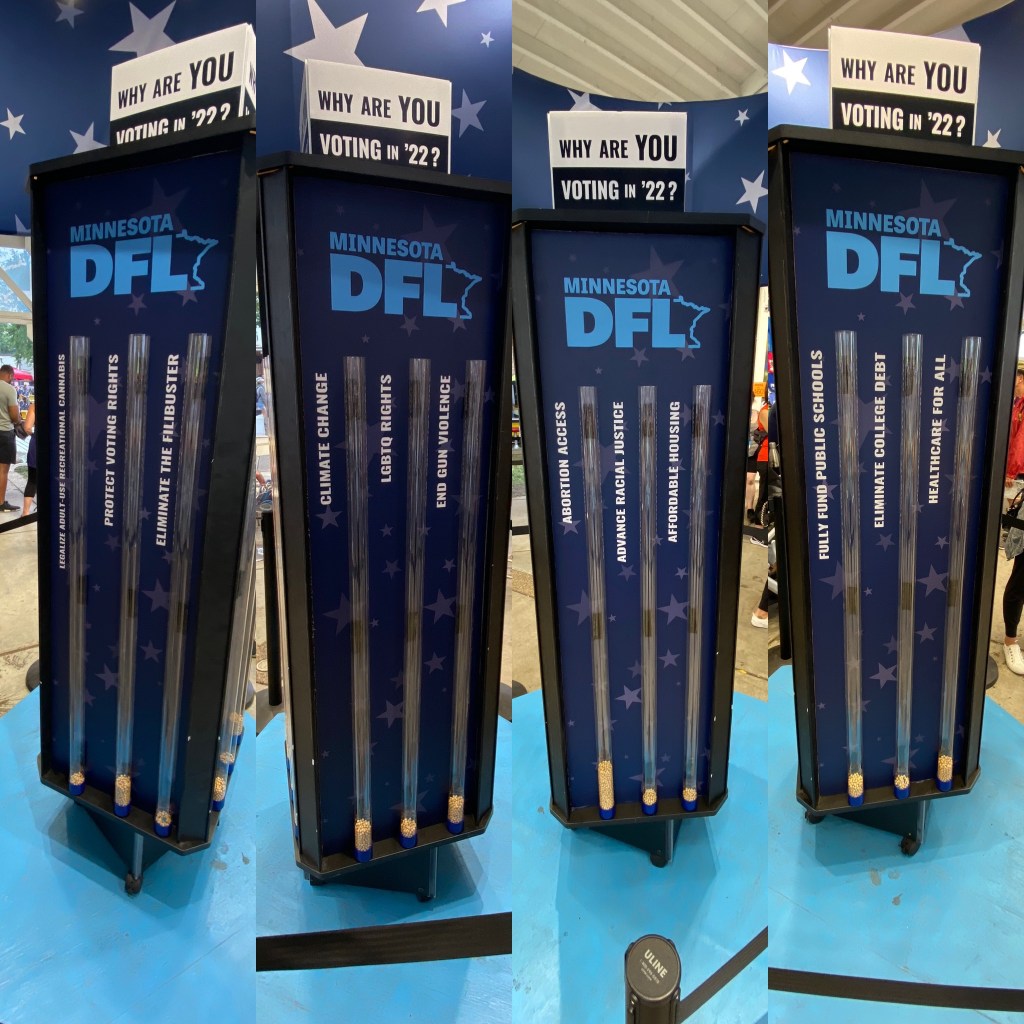 WHY ARE YOU
VOTING IN '22?
MINNESOTA
DFL
LEGALIZE ADULT-USE RECREATIONAL CANNABIS
PROTECT VOTING RIGHTS
ELIMINATE THE FILIBUSTER
WHY ARE YOU
VOTING IN '22?
MINNESOTA
DFL
CLIMATE CHANGE
LGBTQ RIGHTS
END GUN VIOLENCE
WHY ARE YOU
VOTING IN '22?
MINNESOTA
DFL
ABORTION ACCESS
ADVANCE RACIAL JUSTICE
AFFORDABLE HOUSING
ULINE
WHY ARE YOU
VOTING IN '22?
MINNESOTA
DFL
FULLY FUND PUBLIC SCHOOLS
ELIMINATE COLLEGE DEBT
HEALTHCARE FOR ALL